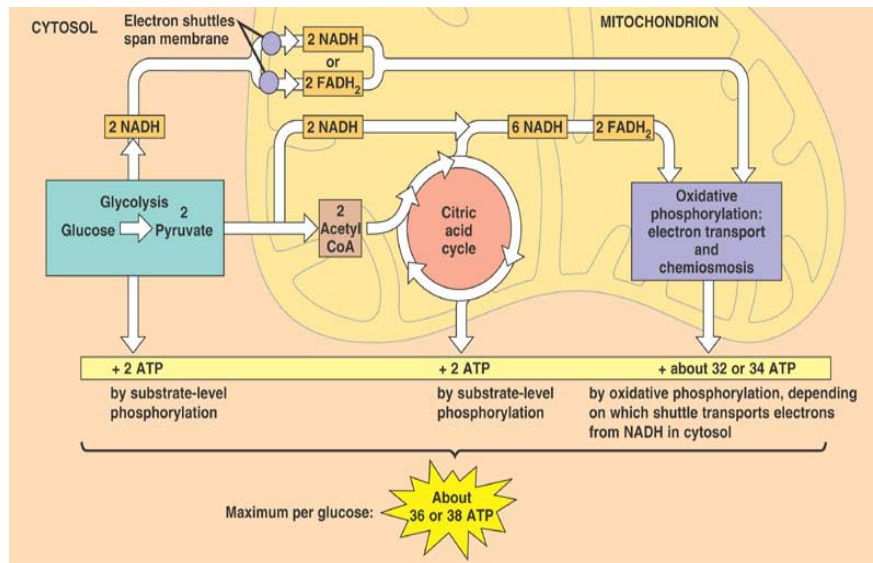 CYTOSOL
Electron shuttles
span membrane
MITOCHONDRION
2 NADH
or
2 FADH2
2 NADH
2 NADH
6 NADH
2 FADH2
Glycolysis
2
Glucose
Pyruvate
2
Acetyl
CoA
Citric
acid
cycle
Oxidative
phosphorylation:
electron transport
and
chemiosmosis
+ 2 ATP
+ 2 ATP
+ about 32 or 34 ATP
by substrate-level
phosphorylation
by substrate-level
phosphorylation
by oxidative phosphorylation, depending
on which shuttle transports electrons
from NADH in cytosol
Maximum per glucose:
About
36 or 38 ATP